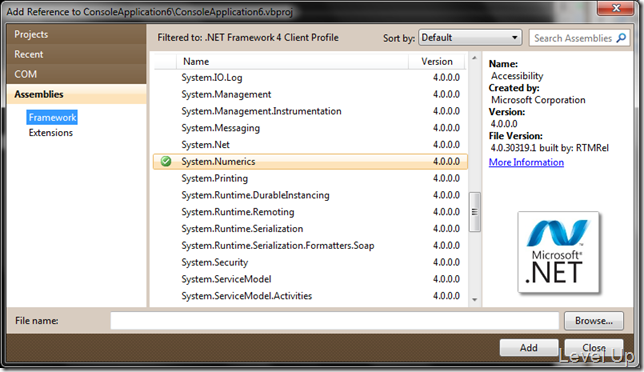 Add Reference to ConsoleApplication6\ConsoleApplication6.vbproj
Projects
Recent
COM
Assemblies
Framework
Extensions
Filtered to: .NET Framework 4 Client Profile
Sort by: Default
Search Assemblies
Name Version
System.IO.Log 4.0.0.0
System.Management 4.0.0.0
System.Management.Instrumentation 4.0.0.0
System.Messaging 4.0.0.0
System.Net 4.0.0.0
System.Numerics 4.0.0.0
System.Printing 4.0.0.0
System.Runtime.DurableInstancing 4.0.0.0
System.Runtime.Remoting 4.0.0.0
System.Runtime.Serialization 4.0.0.0
System.Runtime.Serialization.Formatters.Soap 4.0.0.0
System.Security 4.0.0.0
System.ServiceModel 4.0.0.0
System.ServiceModel.Activities 4.0.0.0
Name:
Accessibility
Created by:
Microsoft Corporation
Version:
4.0.0.0
File Version:
4.0.30319.1 built by: RTMRel
More Information
Microsoft®
.NET
File name:
Browse...
Add
Close
Level Up